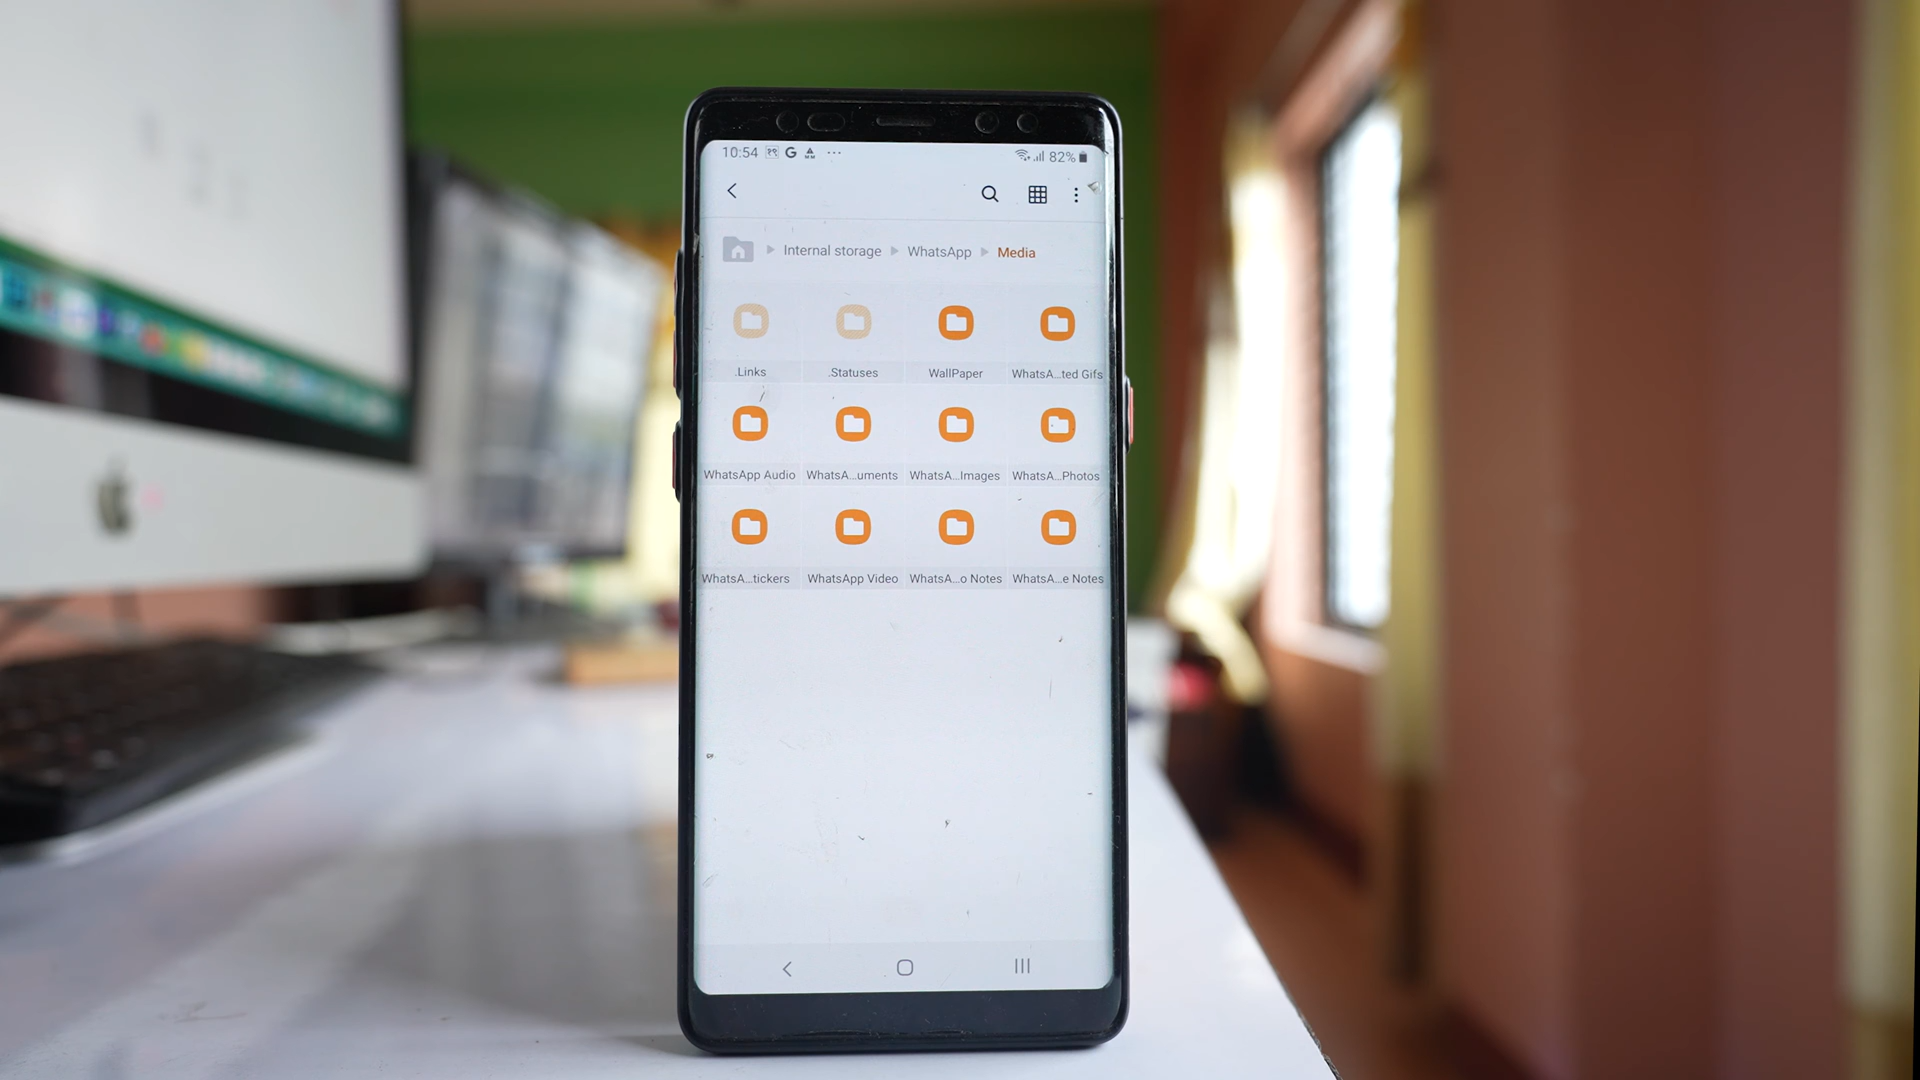 10:54 ११ G ... 82%
Internal storage WhatsApp Media
.Links .Statuses WallPaper WhatsA...ted Gifs
WhatsApp Audio WhatsA...uments WhatsA...Images WhatsA...Photos
WhatsA...tickers WhatsApp Video WhatsA...o Notes WhatsA...e Notes